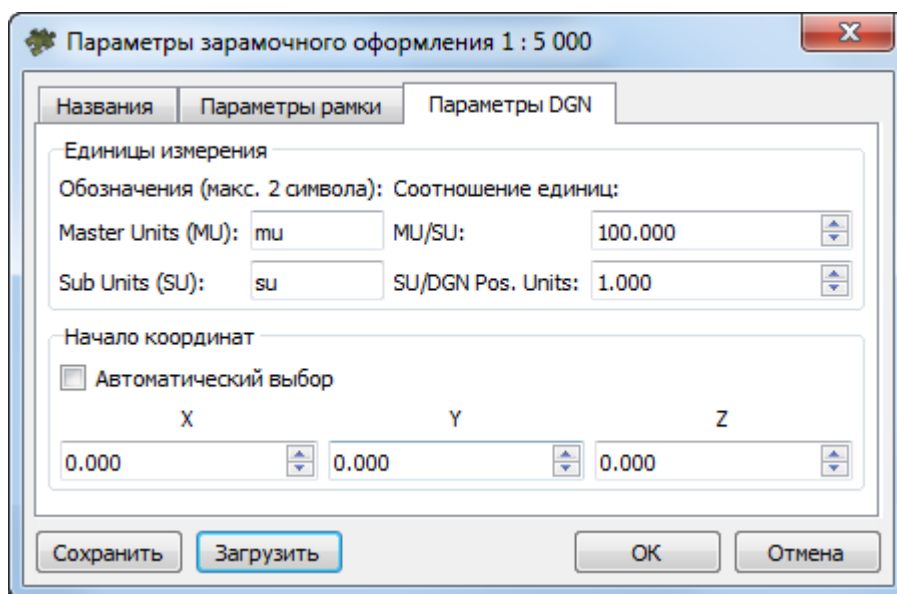 Параметры зарамочного оформления 1 : 5 000
Названия Параметры рамки Параметры DGN
Единицы измерения
Обозначения (макс. 2 символа): Соотношение единиц:
Master Units (MU): mu MU/SU: 100.000
Sub Units (SU): su SU/DGN Pos. Units: 1.000
Начало координат
Автоматический выбор
X Y Z
0.000 0.000 0.000
Сохранить Загрузить ОК Отмена